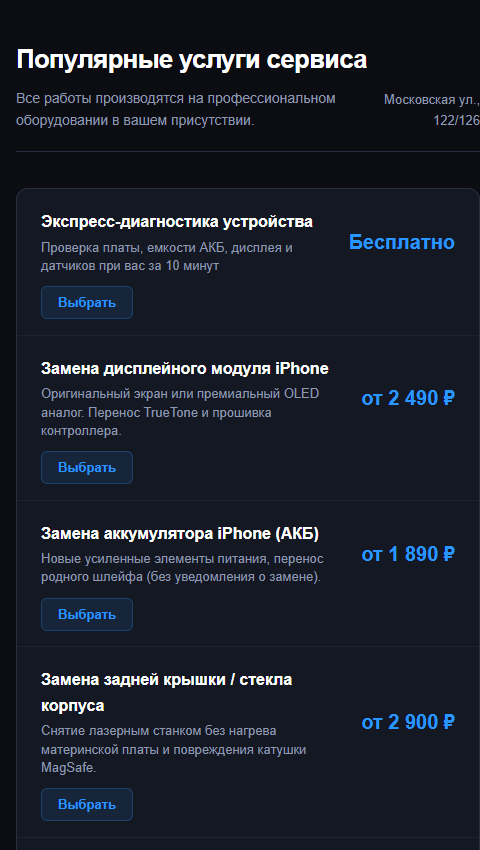 Популярные услуги сервиса
Все работы производятся на профессиональном
оборудовании в вашем присутствии.
Московская ул.,
122/126
Экспресс-диагностика устройства
Проверка платы, емкости АКБ, дисплея и
датчиков при вас за 10 минут
Бесплатно
Выбрать
Замена дисплейного модуля iPhone
Оригинальный экран или премиальный OLED
аналог. Перенос TrueTone и прошивка
контроллера.
от 2 490 ₽
Выбрать
Замена аккумулятора iPhone (АКБ)
Новые усиленные элементы питания, перенос
родного шлейфа (без уведомления о замене).
от 1 890 ₽
Выбрать
Замена задней крышки / стекла
корпуса
Снятие лазерным станком без нагрева
материнской платы и повреждения катушки
MagSafe.
от 2 900 ₽
Выбрать